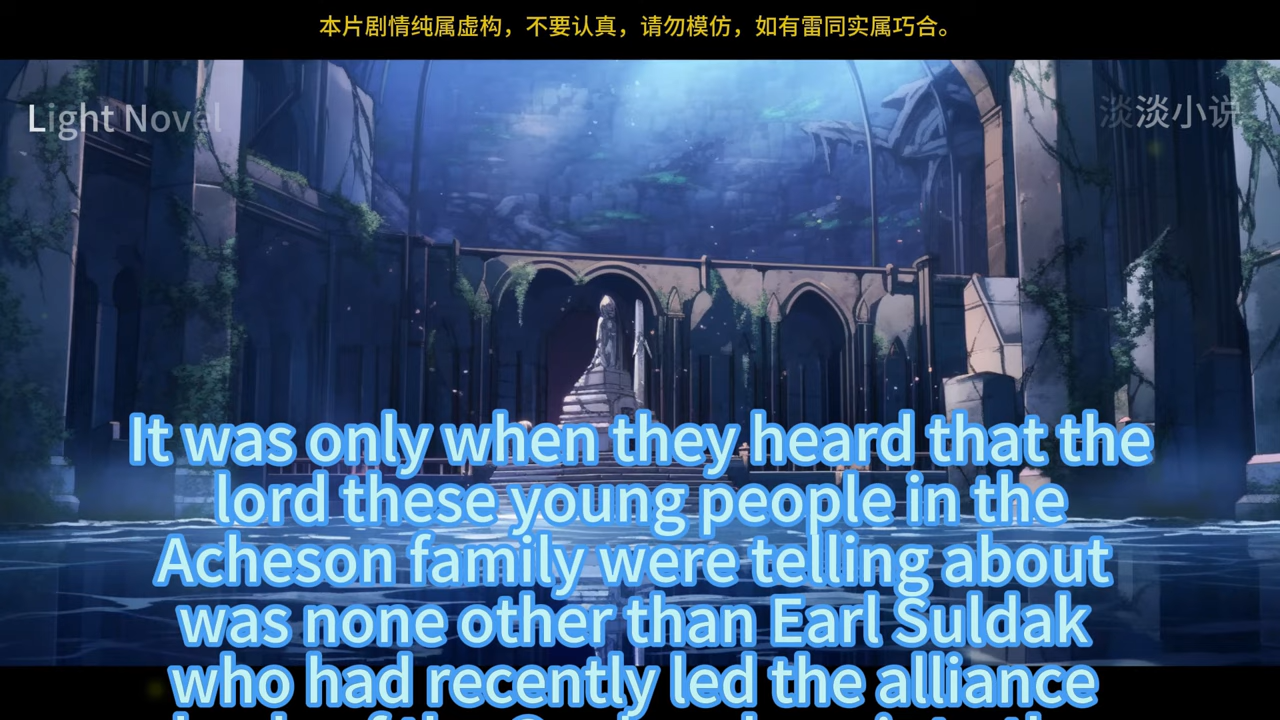 本片剧情纯属虚构，不要认真，请勿模仿，如有雷同实属巧合。
Light Novel
淡淡小说
It was only when they heard that the
lord these young people in the
Acheson family were telling about
was none other than Earl Suldak
who had recently led the alliance